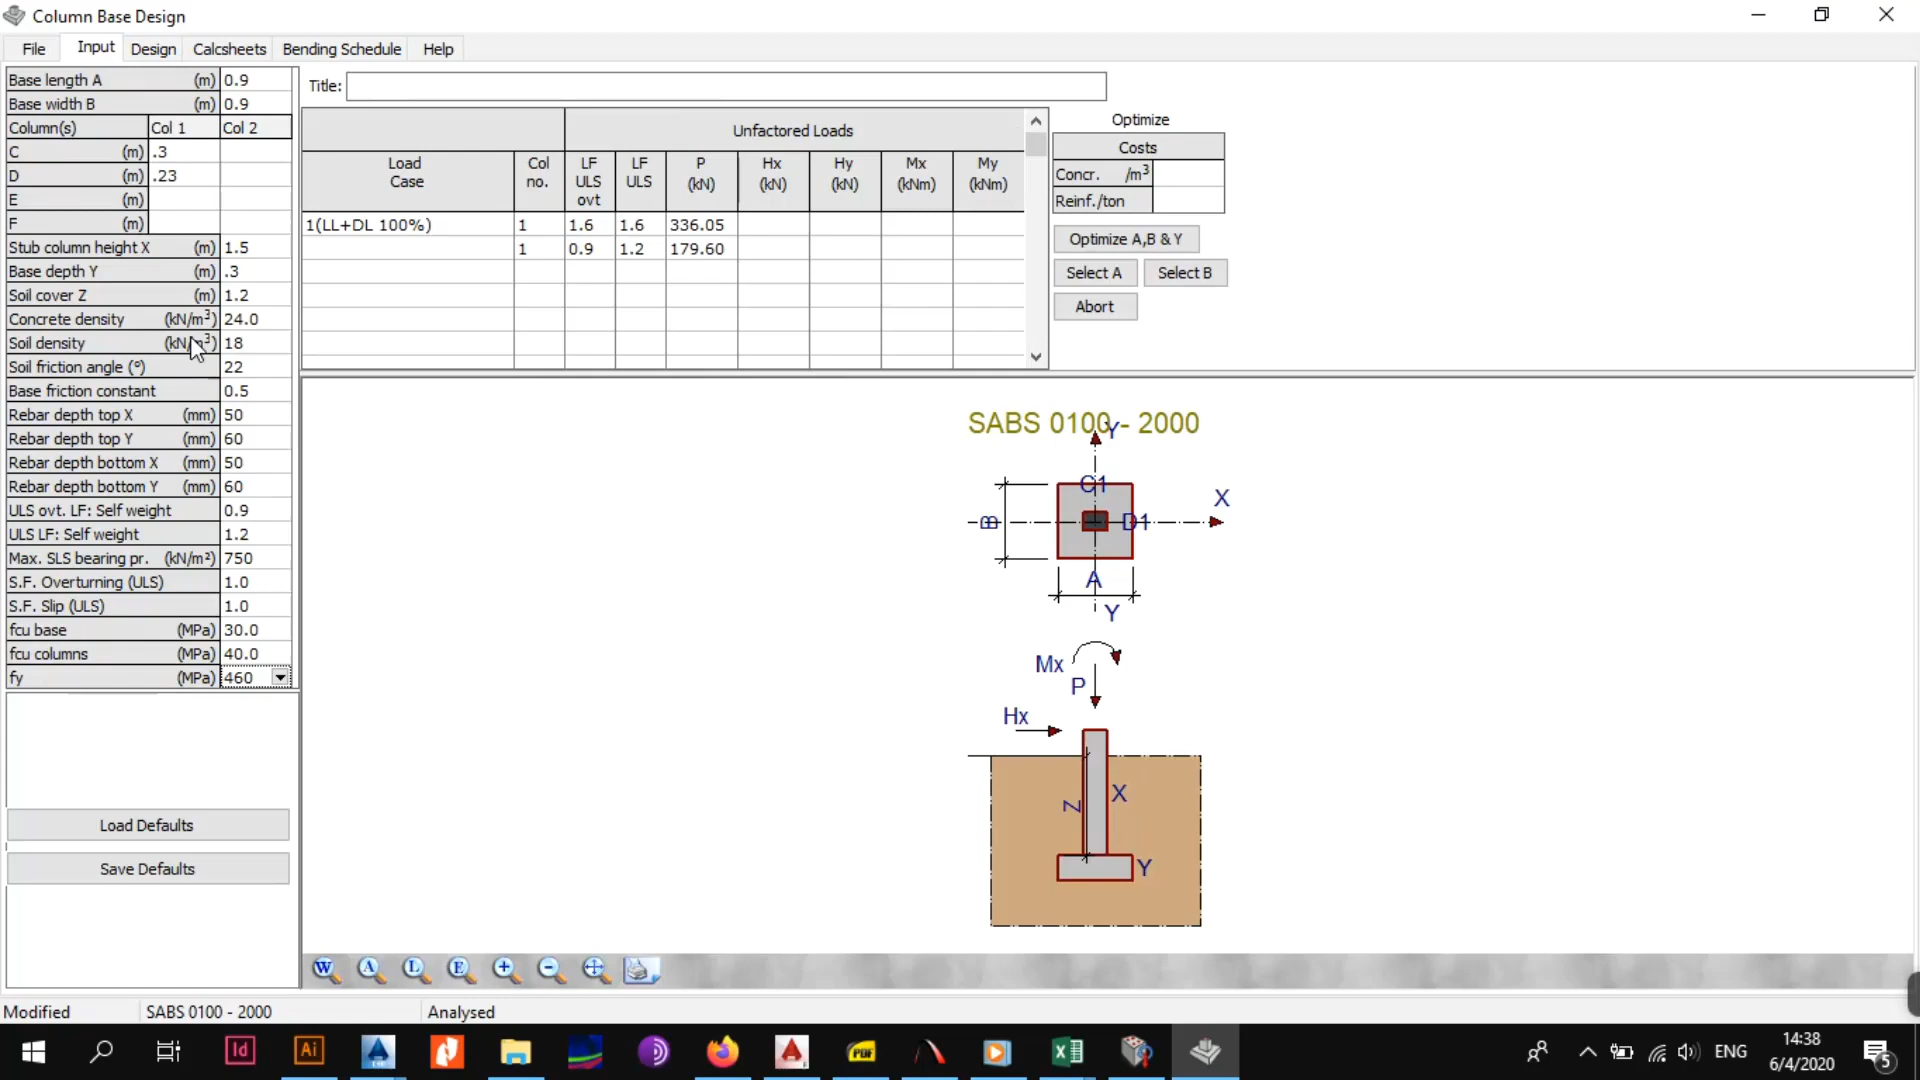 Column Base Design
File Input Design Calcsheets Bending Schedule Help
Base length A (m) 0.9
Base width B (m) 0.9
Column(s) Col 1 Col 2
C (m) .3
D (m) .23
E (m)
F (m)
Stub column height X (m) 1.5
Base depth Y (m) .3
Soil cover Z (m) 1.2
Concrete density (kN/m³) 24.0
Soil density (kN/m³) 18
Soil friction angle (°) 22
Base friction constant 0.5
Rebar depth top X (mm) 50
Rebar depth top Y (mm) 60
Rebar depth bottom X (mm) 50
Rebar depth bottom Y (mm) 60
ULS ovt. LF: Self weight 0.9
ULS LF: Self weight 1.2
Max. SLS bearing pr. (kN/m²) 750
S.F. Overturning (ULS) 1.0
S.F. Slip (ULS) 1.0
fcu base (MPa) 30.0
fcu columns (MPa) 40.0
fy (MPa) 460
Load Defaults
Save Defaults
Title:
Unfactored Loads
Load Case Col no. LF ULS ovt LF ULS P (kN) Hx (kN) Hy (kN) Mx (kNm) My (kNm)
1(LL+DL 100%) 1 1.6 1.6 336.05
1 0.9 1.2 179.60
Optimize
Costs
Concr. /m³
Reinf./ton
Optimize A,B & Y
Select A Select B
Abort
SABS 0100 - 2000
Y
C1
X
B
D1
A
Y
Mx
P
Hx
Z
X
Y
W A L E
Modified SABS 0100 - 2000 Analysed
Id Ai PDF ENG
14:38
6/4/2020
5